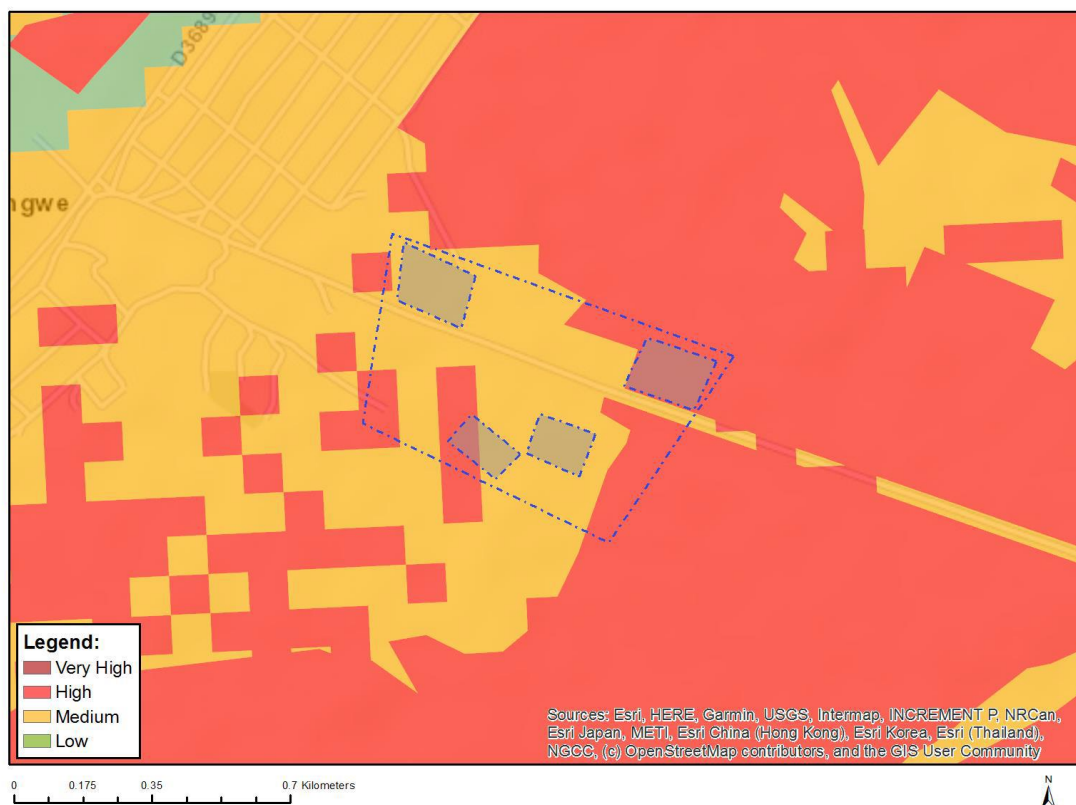 D3689
ngwe
Legend:
Very High
High
Medium
Low
Sources: Esri, HERE, Garmin, USGS, Intermap, INCREMENT P, NRCan,
Esri Japan, METI, Esri China (Hong Kong), Esri Korea, Esri (Thailand),
NGCC, (c) OpenStreetMap contributors, and the GIS User Community
0 0.175 0.35 0.7 Kilometers
N